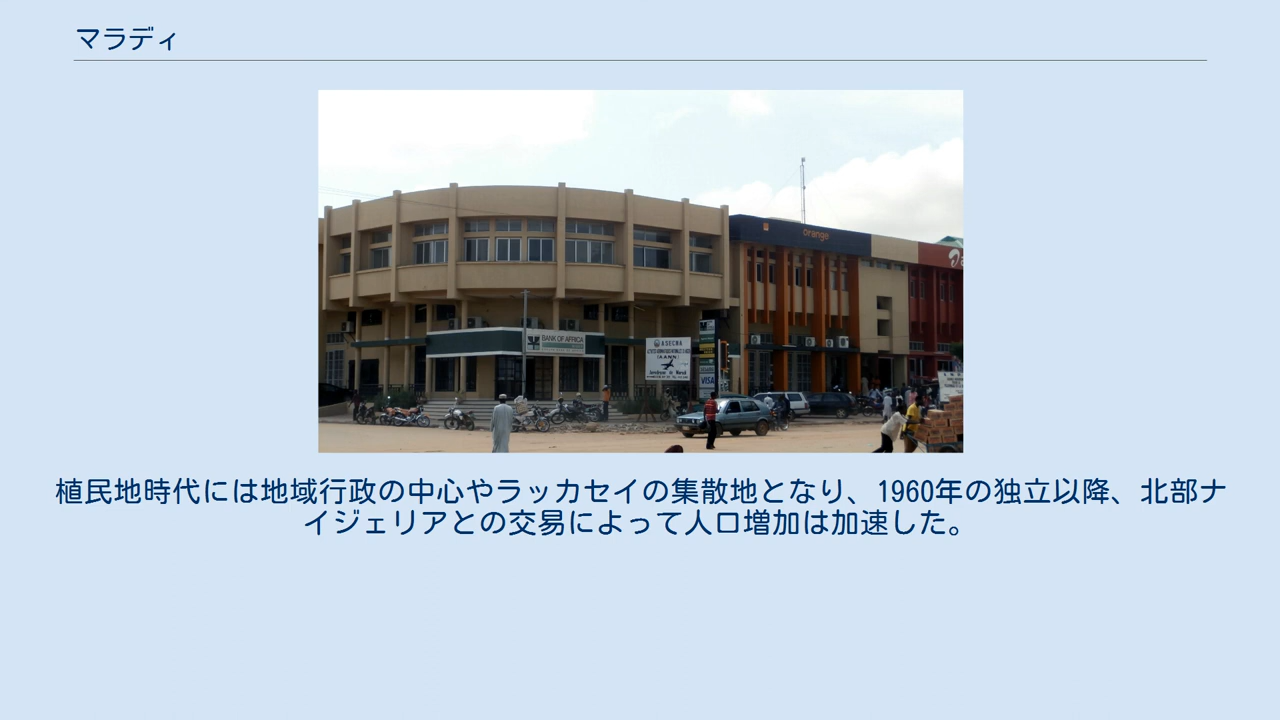 マラディ
orange
BANK OF AFRICA
ASECNA
(AANN)
VISA
植民地時代には地域行政の中心やラッカセイの集散地となり、1960年の独立以降、北部ナ
イジェリアとの交易によって人口増加は加速した。